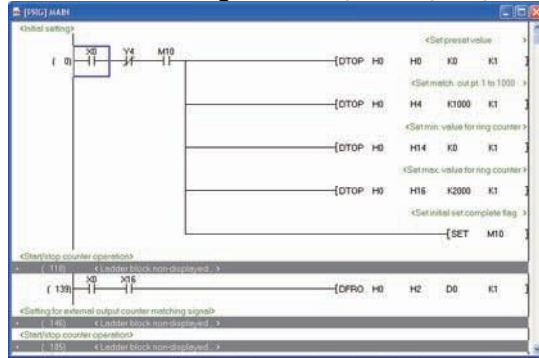 [PRG] MAIN
<Initial setting>
<Set preset value >
X0 Y4 M10
( 0) [DTOP H0 H0 K0 K1 ]
<Set match. out pt. 1 to 1000 >
[DTOP H0 H4 K1000 K1 ]
<Set min. value for ring counter >
[DTOP H0 H14 K0 K1 ]
<Set max. value for ring counter >
[DTOP H0 H16 K2000 K1 ]
<Set initial set complete flag >
[SET M10 ]
<Start/stop counter operation>
( 118) <Ladder block non-displayed...>
X0 X16
( 139) [DFRO H0 H2 D0 K1 ]
<Setting for external output counter matching signal>
( 146) <Ladder block non-displayed...>
<Start/stop counter operation>
( 185) <Ladder block non-displayed...>